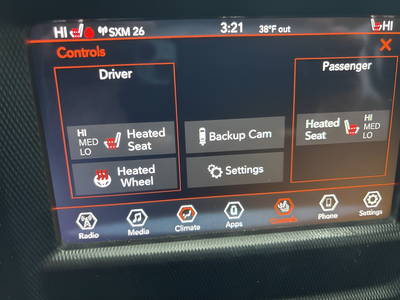 HI SXM 26 3:21 38°F out HI
Controls
Driver
Passenger
HI
MED
LO
Heated
Seat
Backup Cam
Heated
Seat
HI
MED
LO
Heated
Wheel
Settings
Radio Media Climate Apps Controls Phone Settings